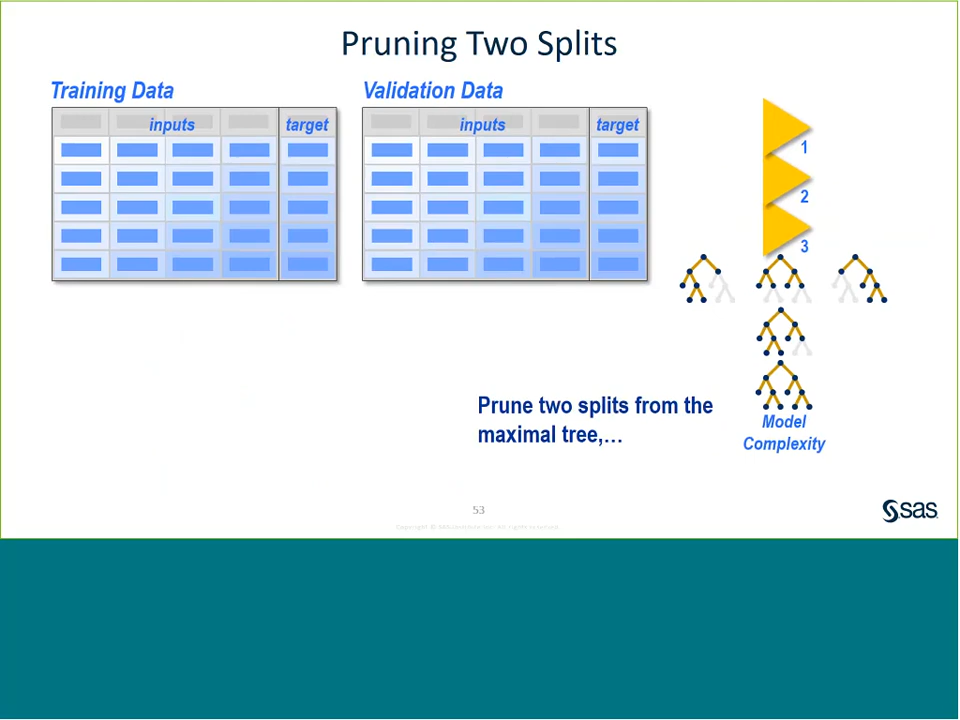 Pruning Two Splits
Training Data
Validation Data
inputs
target
inputs
target
1
2
3
Prune two splits from the
maximal tree,…
Model
Complexity
53
sas